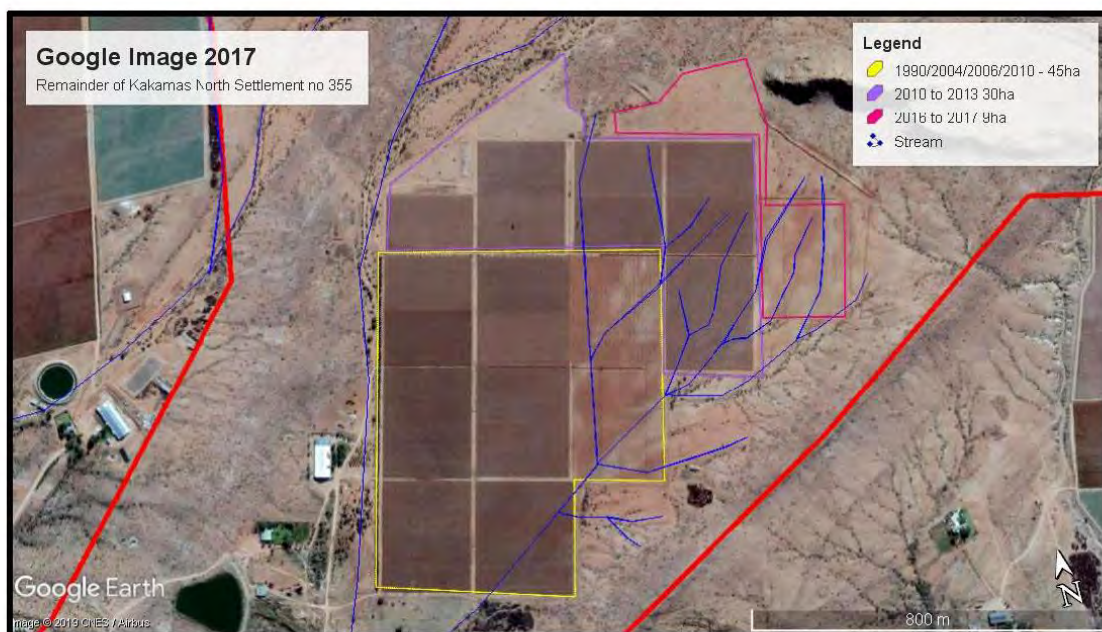 Google Image 2017
Remainder of Kakamas North Settlement no 355
Legend
1990/2004/2006/2010 - 45ha
2010 to 2013 30ha
2016 to 2017 9ha
Stream
Google Earth
mage © 2019 CNES / Airbus
N
800 m